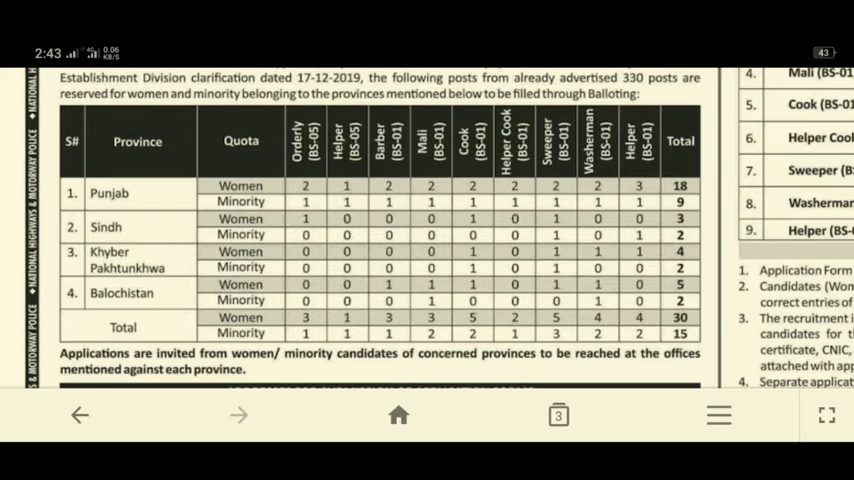 2:43 4G 0.06 KB/S 43
Establishment Division clarification dated 17-12-2019, the following posts from already advertised 330 posts are
reserved for women and minority belonging to the provinces mentioned below to be filled through Balloting:
S# Province Quota Orderly (BS-05) Helper (BS-05) Barber (BS-01) Mali (BS-01) Cook (BS-01) Helper Cook (BS-01) Sweeper (BS-01) Washerman (BS-01) Helper (BS-01) Total
1. Punjab Women 2 1 2 2 2 2 2 2 3 18
Minority 1 1 1 1 1 1 1 1 1 9
2. Sindh Women 1 0 0 0 1 0 1 0 0 3
Minority 0 0 0 0 0 0 1 0 1 2
3. Khyber Pakhtunkhwa Women 0 0 0 0 1 0 1 1 1 4
Minority 0 0 0 0 1 0 1 0 0 2
4. Balochistan Women 0 0 1 1 1 0 1 1 0 5
Minority 0 0 0 1 0 0 0 1 0 2
Total Women 3 1 3 3 5 2 5 4 4 30
Minority 1 1 1 2 2 1 3 2 2 15
Applications are invited from women/ minority candidates of concerned provinces to be reached at the offices
mentioned against each province.
NATIONAL HIGHWAYS & MOTORWAY POLICE
4. Mali (BS-01
5. Cook (BS-01
6. Helper Cool
7. Sweeper (B
8. Washerman
9. Helper (BS-
1. Application Form
2. Candidates (Wom
correct entries of
3. The recruitment i
candidates for t
certificate, CNIC,
attached with app
4. Separate applicat
3